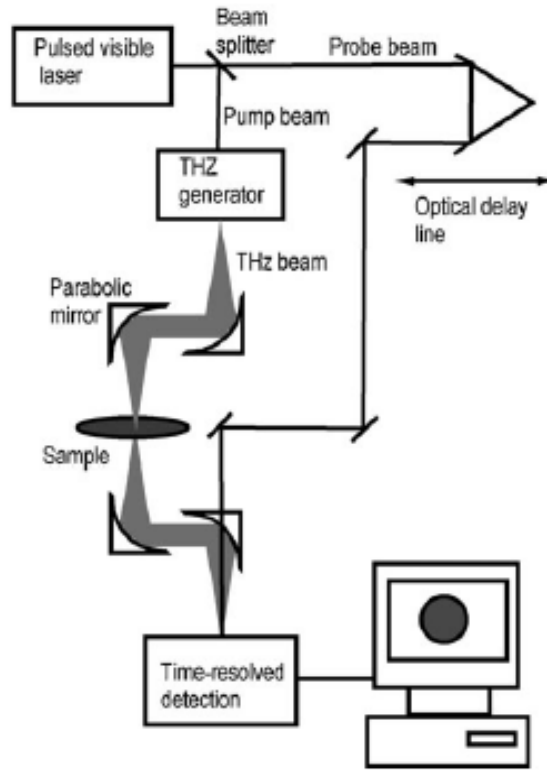 Pulsed visible
laser
Beam
splitter
Probe beam
Pump beam
THZ
generator
Optical delay
line
THz beam
Parabolic
mirror
Sample
Time-resolved
detection